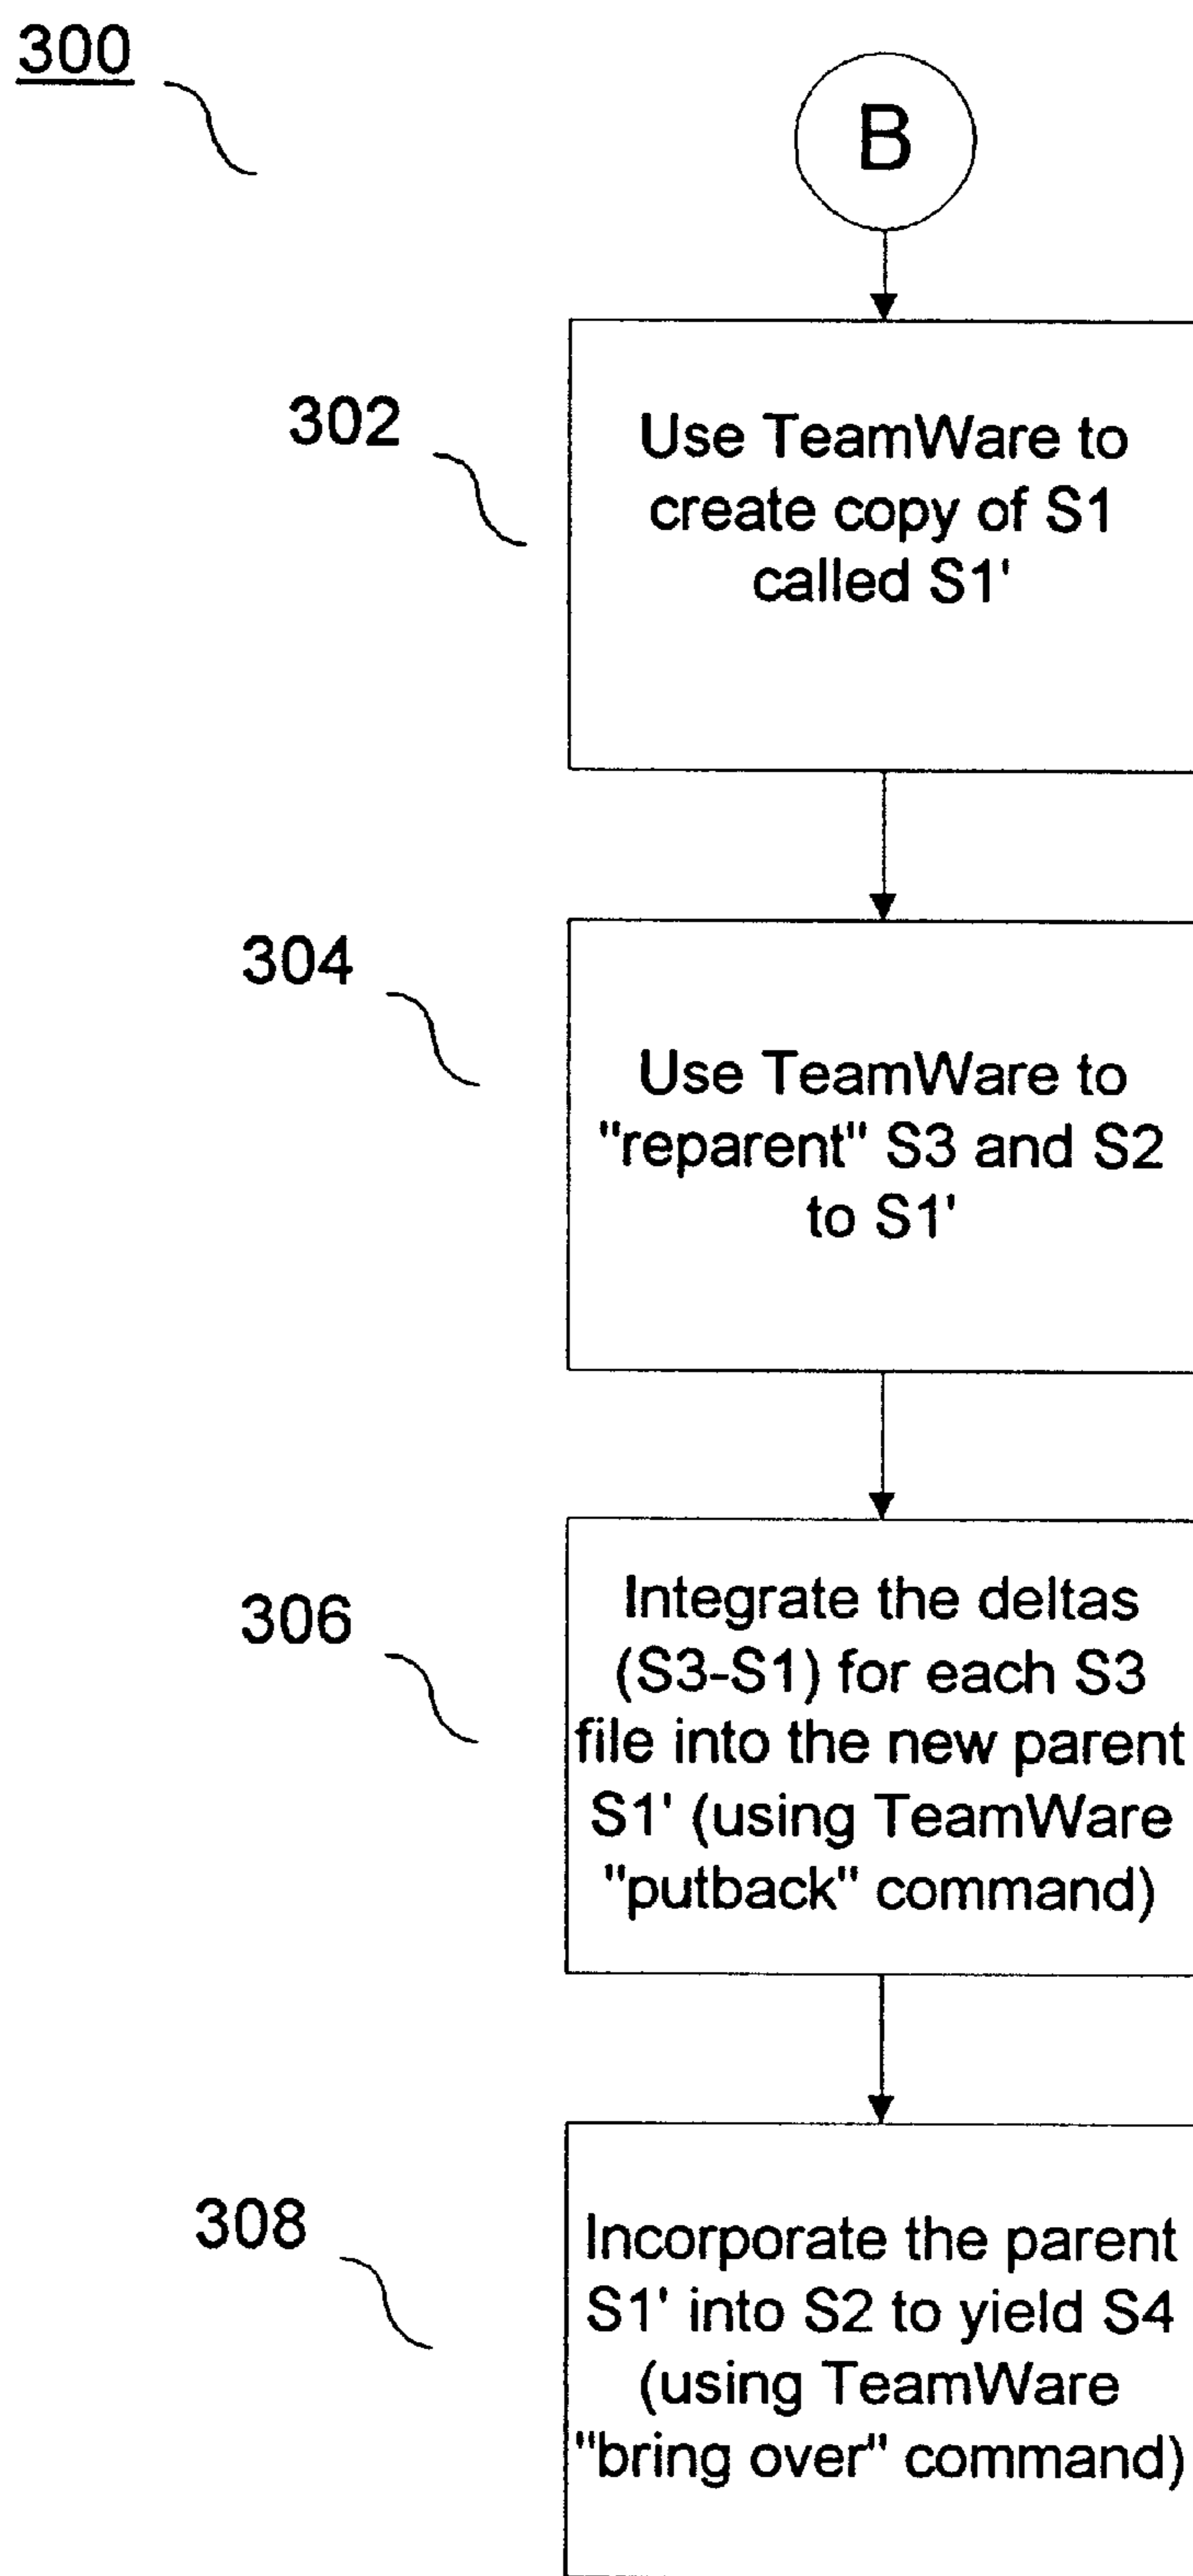 300
B
302
Use TeamWare to
create copy of S1
called S1'
304
Use TeamWare to
"reparent" S3 and S2
to S1'
306
Integrate the deltas
(S3-S1) for each S3
file into the new parent
S1' (using TeamWare
"putback" command)
308
Incorporate the parent
S1' into S2 to yield S4
(using TeamWare
"bring over" command)